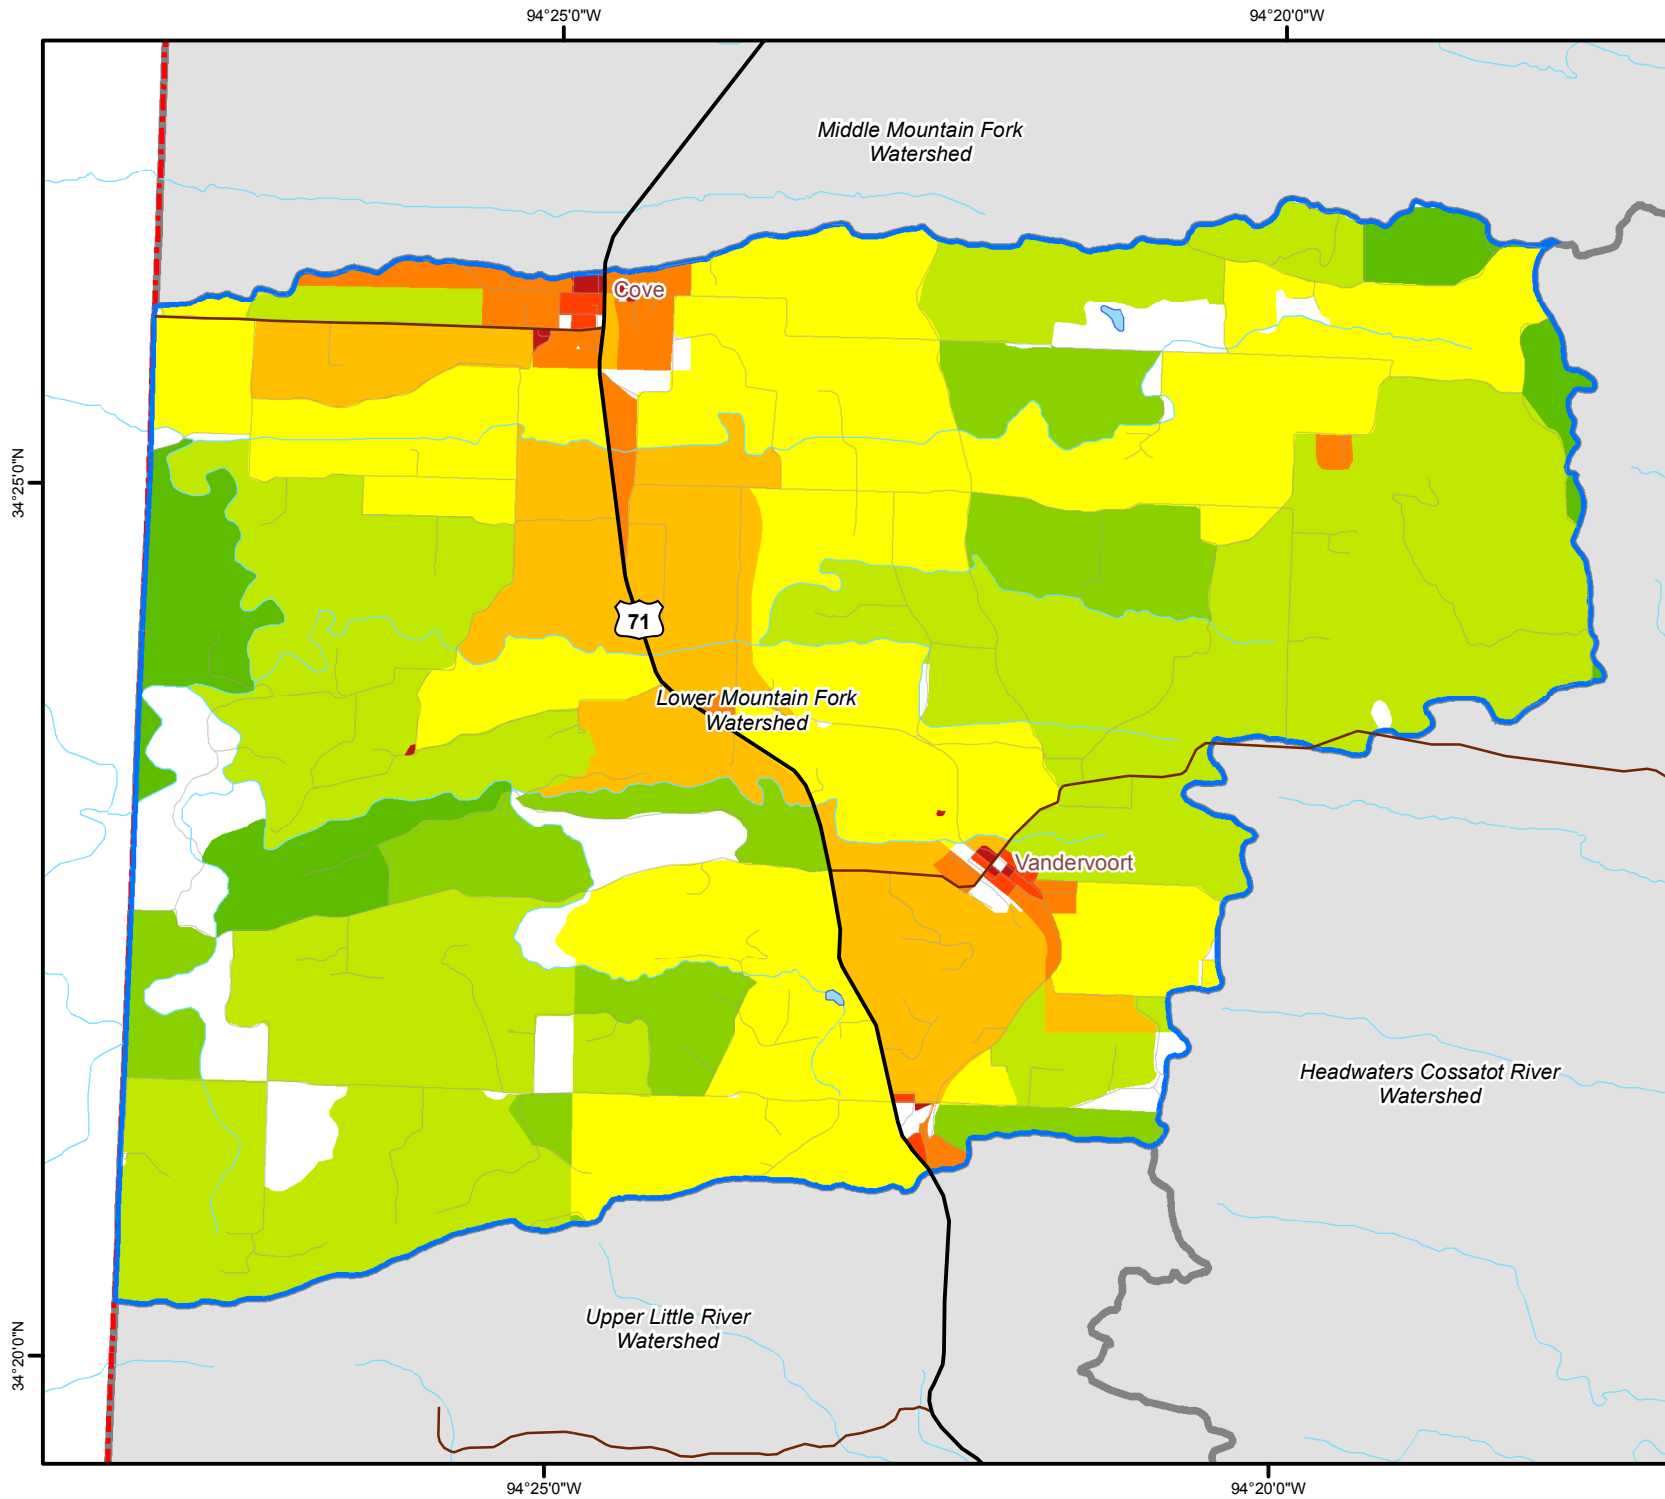 94°25'0"W
94°20'0"W
Middle Mountain Fork
Watershed
Cove
34°25'0"N
71
Lower Mountain Fork
Watershed
Vandervoort
Headwaters Cossatot River
Watershed
Upper Little River
Watershed
34°20'0"N
94°25'0"W
94°20'0"W